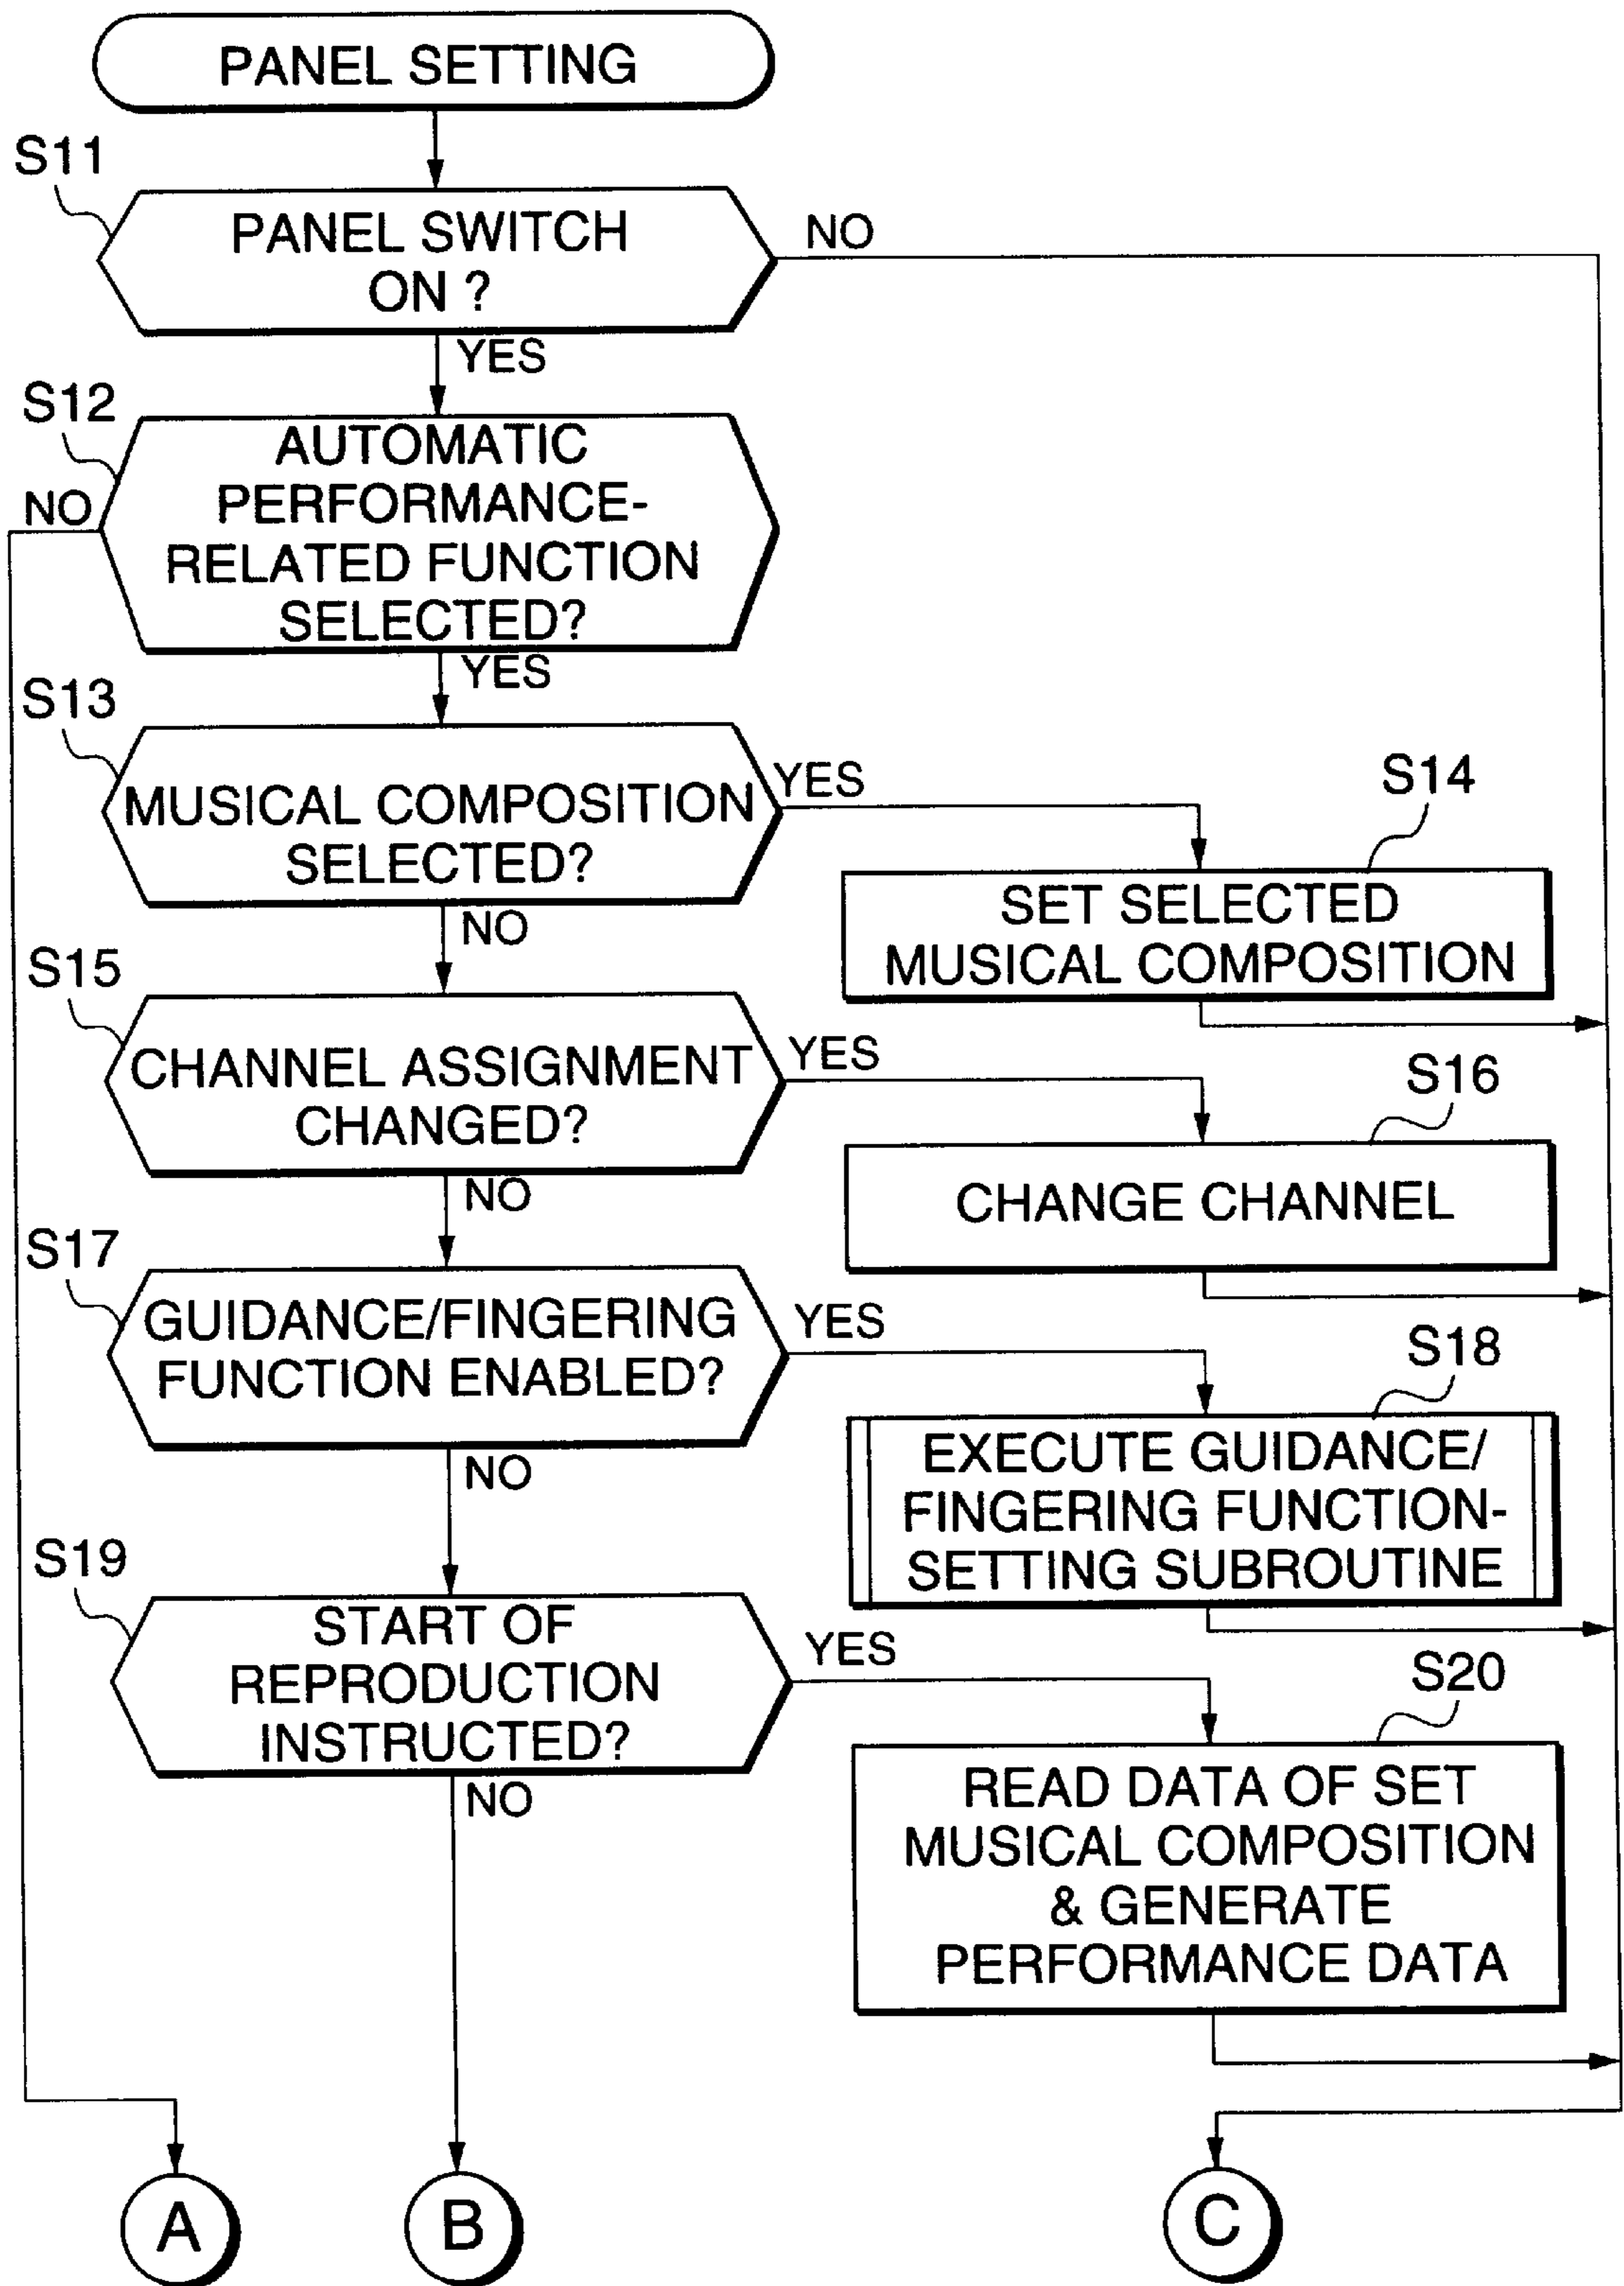 PANEL SETTING
S11
PANEL SWITCH
ON ?
NO
YES
S12
AUTOMATIC
PERFORMANCE-
RELATED FUNCTION
SELECTED?
NO
YES
S13
MUSICAL COMPOSITION
SELECTED?
YES
NO
S14
SET SELECTED
MUSICAL COMPOSITION
S15
CHANNEL ASSIGNMENT
CHANGED?
YES
NO
S16
CHANGE CHANNEL
S17
GUIDANCE/FINGERING
FUNCTION ENABLED?
YES
NO
S18
EXECUTE GUIDANCE/
FINGERING FUNCTION-
SETTING SUBROUTINE
S19
START OF
REPRODUCTION
INSTRUCTED?
YES
NO
S20
READ DATA OF SET
MUSICAL COMPOSITION
& GENERATE
PERFORMANCE DATA
A
B
C